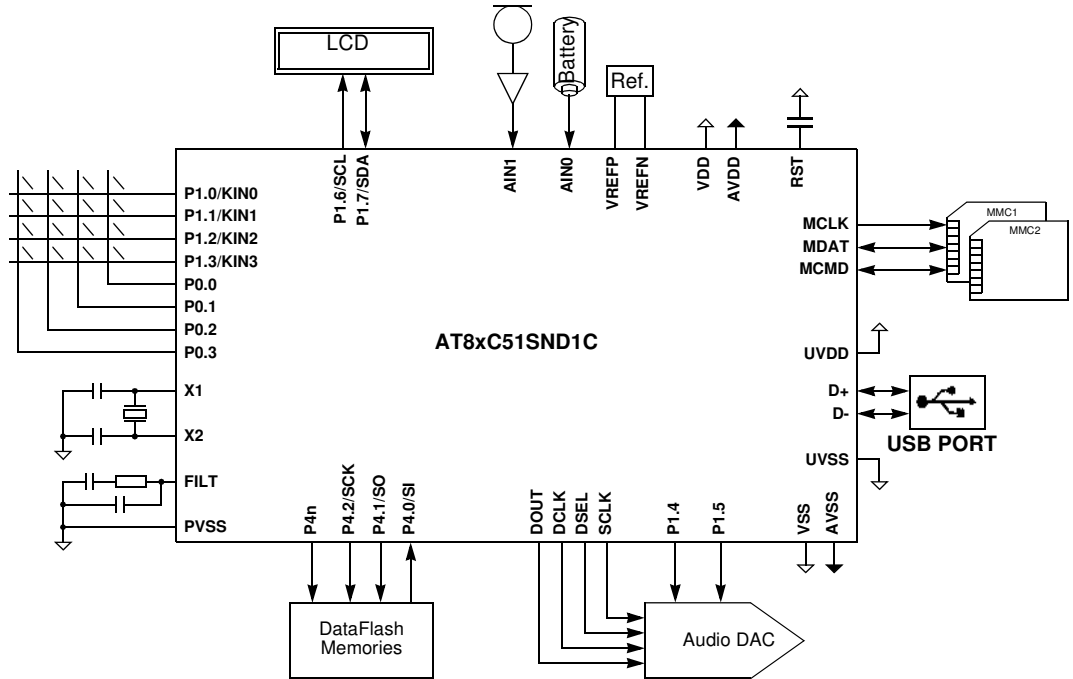 LCD
Battery
Ref.
P1.6/SCL
P1.7/SDA
AIN1
AIN0
VREFP
VREFN
VDD
AVDD
RST
P1.0/KIN0
P1.1/KIN1
P1.2/KIN2
P1.3/KIN3
P0.0
P0.1
P0.2
P0.3
X1
X2
FILT
PVSS
AT8xC51SND1C
MCLK
MDAT
MCMD
MMC1
MMC2
UVDD
D+
D-
USB PORT
UVSS
P4n
P4.2/SCK
P4.1/SO
P4.0/SI
DOUT
DCLK
DSEL
SCLK
P1.4
P1.5
VSS
AVSS
DataFlash
Memories
Audio DAC